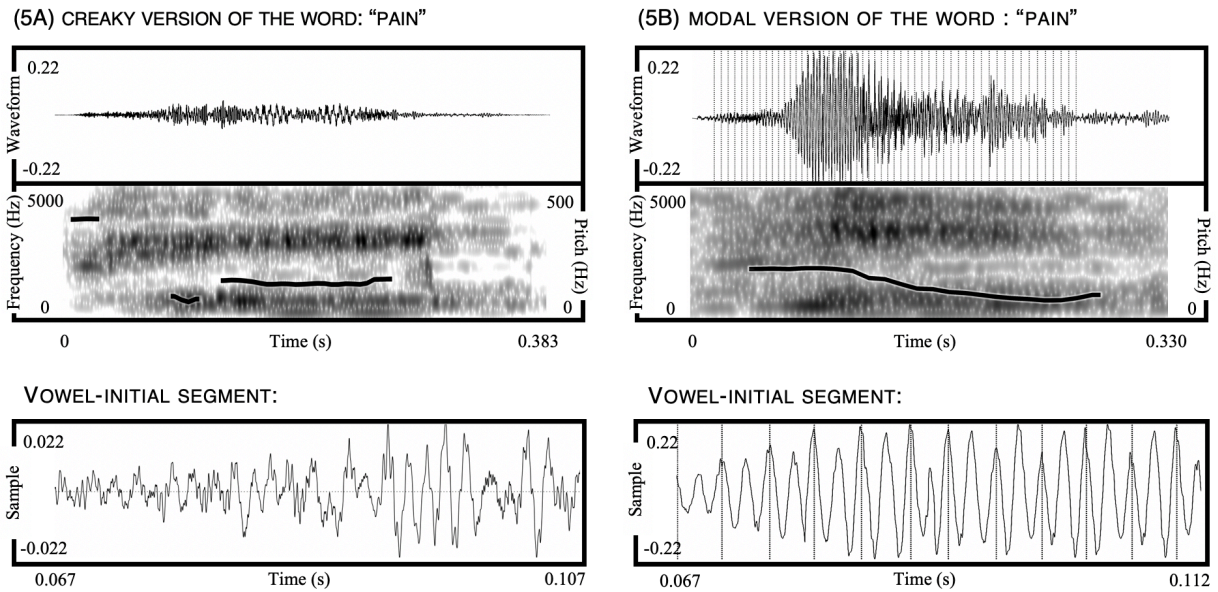 (5A) CREAKY VERSION OF THE WORD: “PAIN”
0.22
Waveform
-0.22
5000
500
Frequency (Hz)
Pitch (Hz)
0
0
0
Time (s)
0.383
VOWEL-INITIAL SEGMENT:
0.022
Sample
-0.022
0.067
Time (s)
0.107
(5B) MODAL VERSION OF THE WORD : “PAIN”
0.22
Waveform
-0.22
5000
500
Frequency (Hz)
Pitch (Hz)
0
0
0
Time (s)
0.330
VOWEL-INITIAL SEGMENT:
0.22
Sample
-0.22
0.067
Time (s)
0.112